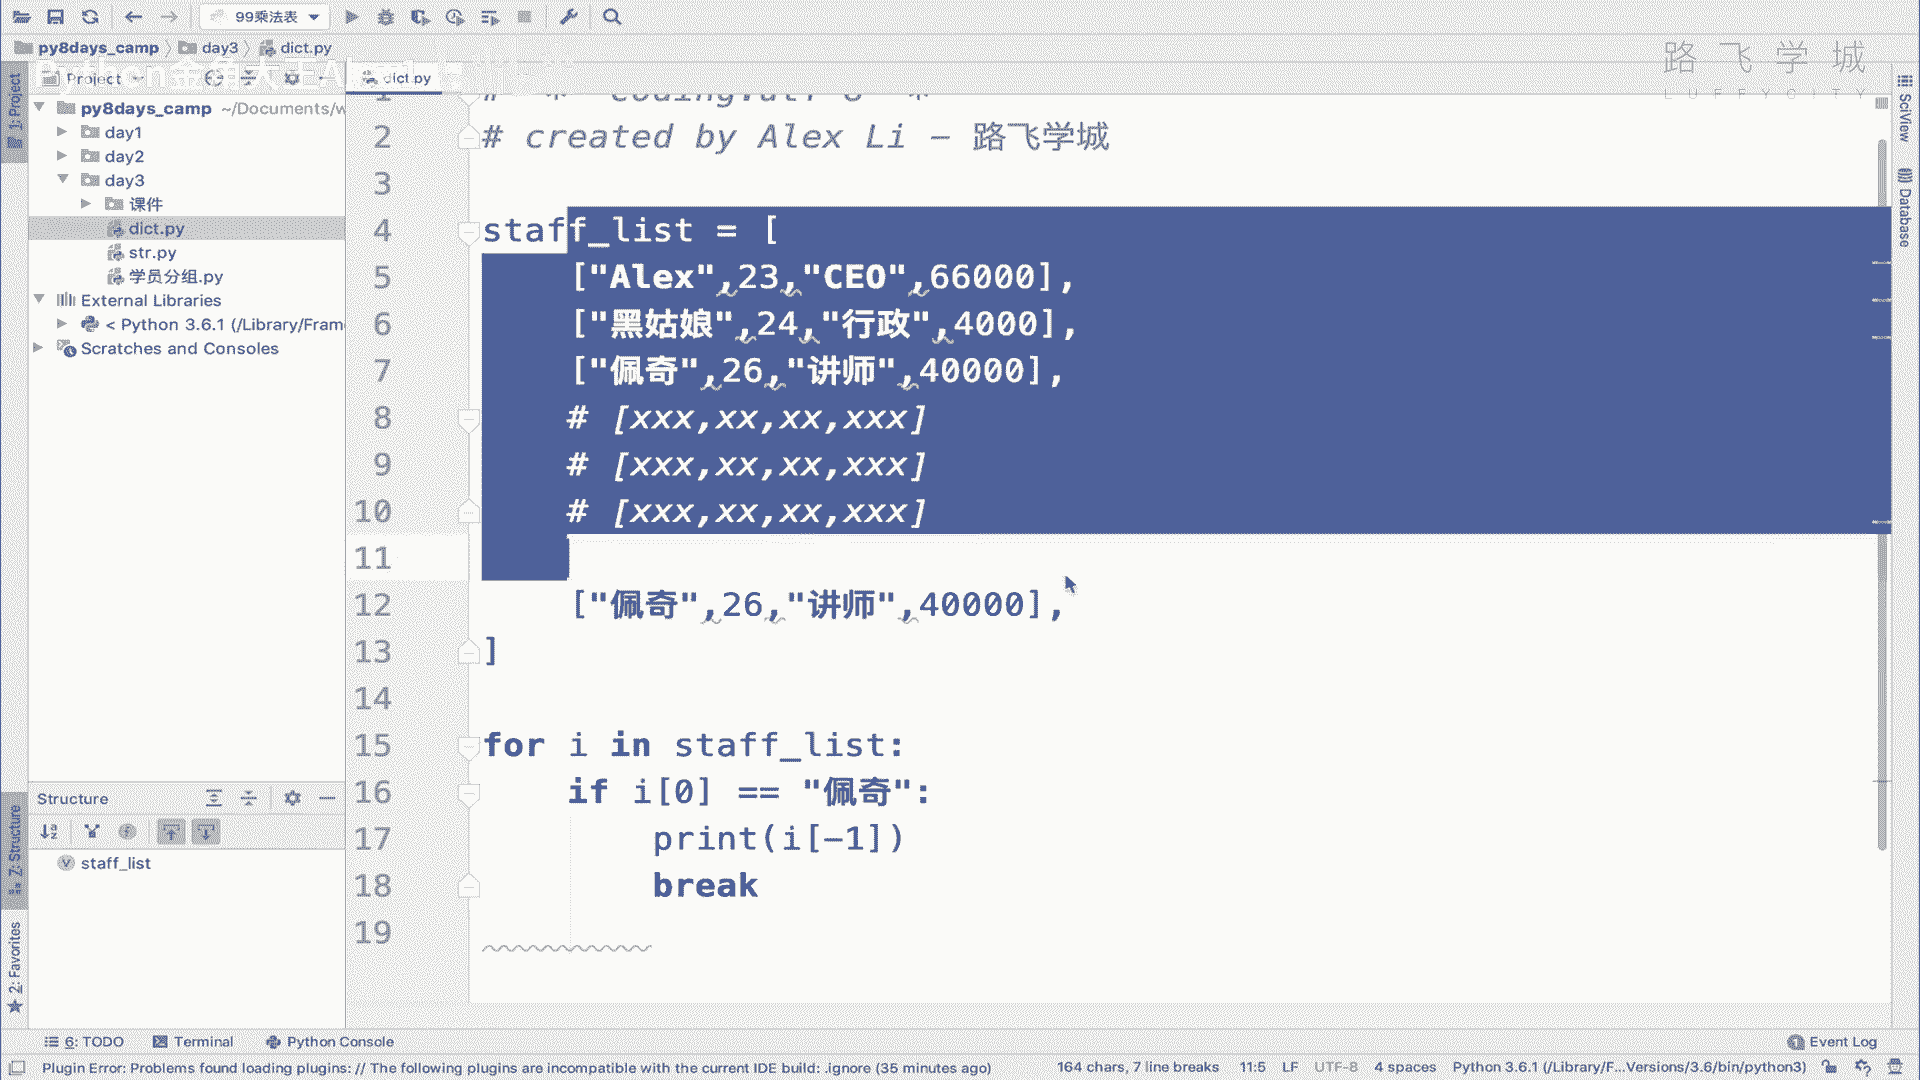 99乘法表
py8days_camp day3 dict.py
路飞学城
LUFFYCITY
Project
dict.py
1: Project
py8days_camp ~/Documents/w
day1
day2
day3
课件
dict.py
str.py
学员分组.py
External Libraries
< Python 3.6.1 (/Library/Fram
Scratches and Consoles
2 # created by Alex Li – 路飞学城
3
4 staff_list = [
5 ["Alex",23,"CEO",66000],
6 ["黑姑娘",24,"行政",4000],
7 ["佩奇",26,"讲师",40000],
8 # [xxx,xx,xx,xxx]
9 # [xxx,xx,xx,xxx]
10 # [xxx,xx,xx,xxx]
11
12 ["佩奇",26,"讲师",40000],
13 ]
14
15 for i in staff_list:
16 if i[0] == "佩奇":
17 print(i[-1])
18 break
19
SciView
Database
Structure
staff_list
Z: Structure
2: Favorites
6: TODO Terminal Python Console Event Log
Plugin Error: Problems found loading plugins: // The following plugins are incompatible with the current IDE build: .ignore (35 minutes ago) 164 chars, 7 line breaks 11:5 LF UTF-8 4 spaces Python 3.6.1 (/Library/F...Versions/3.6/bin/python3)